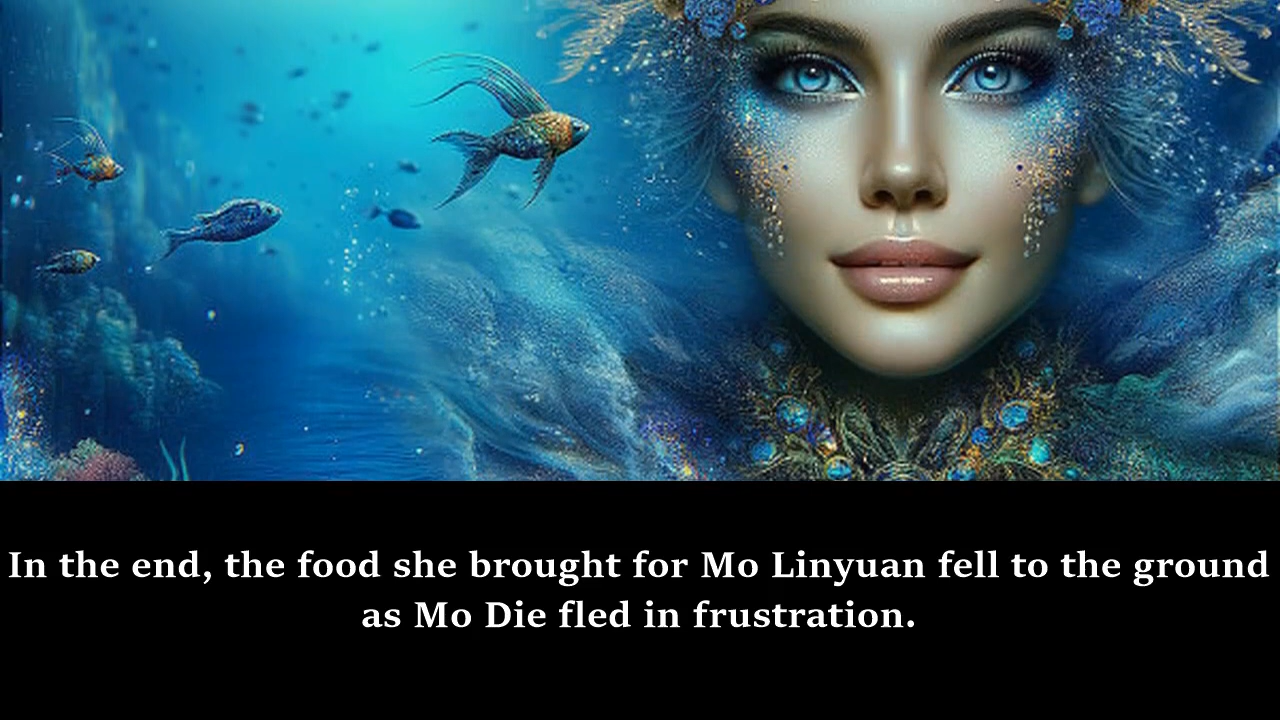 In the end, the food she brought for Mo Linyuan fell to the ground
as Mo Die fled in frustration.